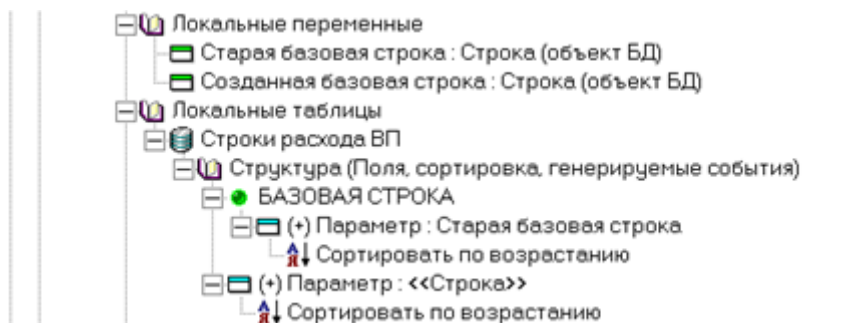 Локальные переменные
Старая базовая строка : Строка (объект БД)
Созданная базовая строка : Строка (объект БД)
Локальные таблицы
Строки расхода ВП
Структура (Поля, сортировка, генерируемые события)
БАЗОВАЯ СТРОКА
(+) Параметр : Старая базовая строка
Сортировать по возрастанию
(+) Параметр : <<Строка>>
Сортировать по возрастанию